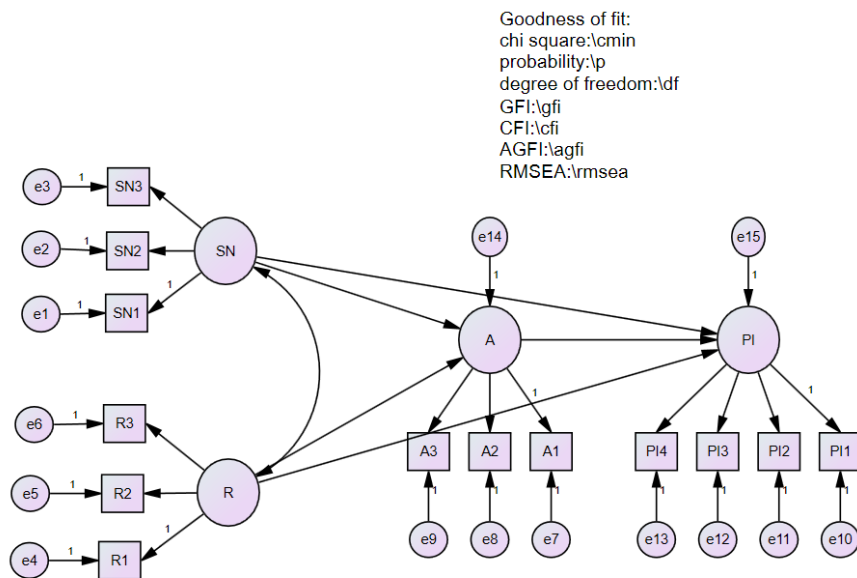 Goodness of fit:
chi square:\cmin
probability:\p
degree of freedom:\df
GFI:\gfi
CFI:\cfi
AGFI:\agfi
RMSEA:\rmsea
e3 1 SN3
e2 1 SN2
e1 1 SN1
1
SN
e14
1
e15
1
A
PI
e6 1 R3
e5 1 R2
e4 1 R1
1
R
1
A3 A2 A1
1 1 1
e9 e8 e7
1
PI4 PI3 PI2 PI1
1 1 1 1
e13 e12 e11 e10